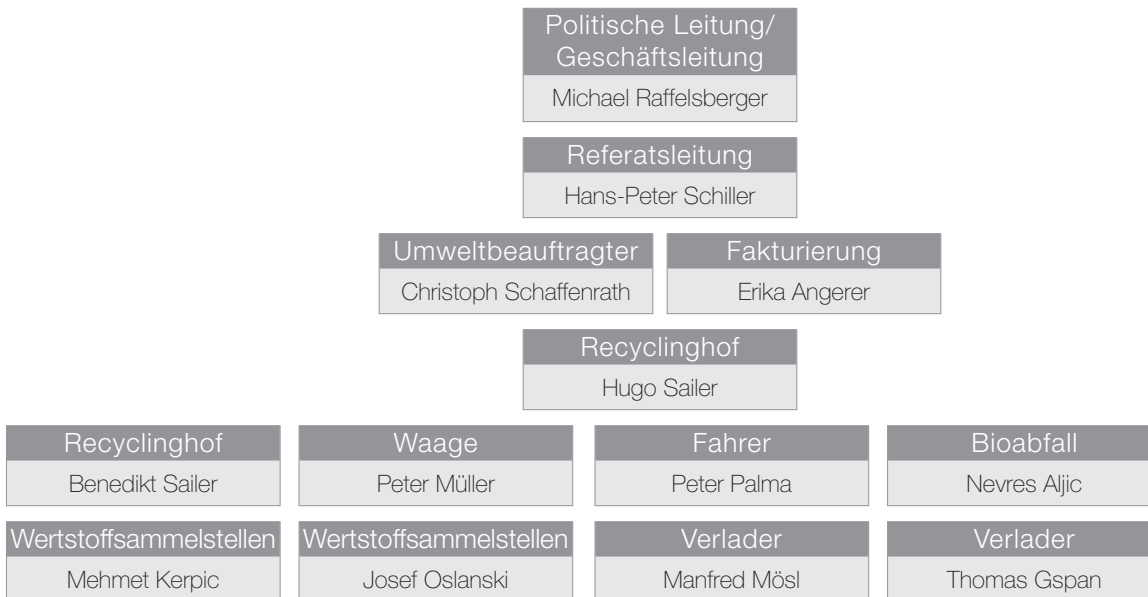 Politische Leitung/
Geschäftsleitung
Michael Raffelsberger
Referatsleitung
Hans-Peter Schiller
Umweltbeauftragter
Christoph Schaffenrath
Fakturierung
Erika Angerer
Recyclinghof
Hugo Sailer
Recyclinghof
Benedikt Sailer
Waage
Peter Müller
Fahrer
Peter Palma
Bioabfall
Nevres Aljic
Wertstoffsammelstellen
Mehmet Kerpic
Wertstoffsammelstellen
Josef Oslanski
Verlader
Manfred Mösl
Verlader
Thomas Gspan